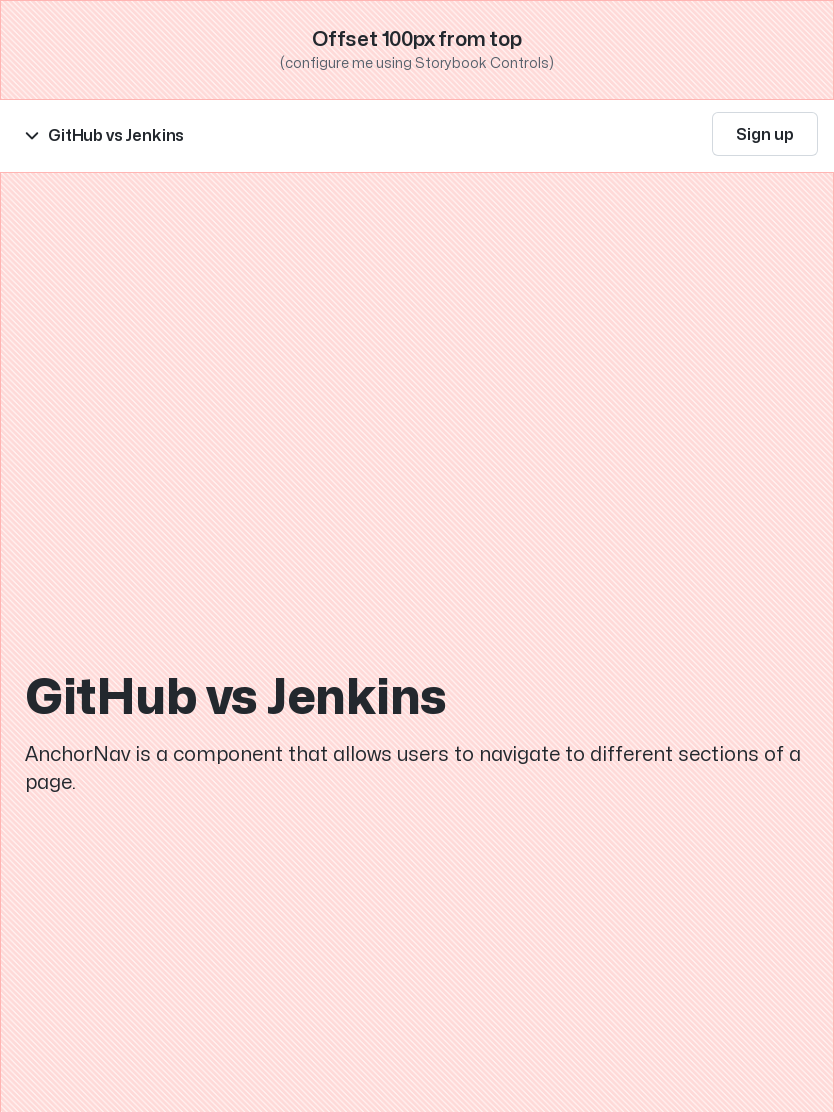 Offset 100px from top
(configure me using Storybook Controls)
GitHub vs Jenkins
Sign up
GitHub vs Jenkins
AnchorNav is a component that allows users to navigate to different sections of a
page.